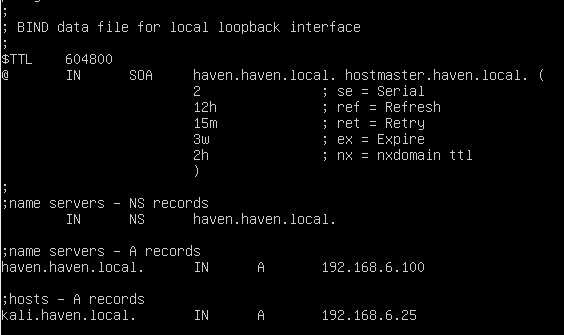 ;
; BIND data file for local loopback interface
;
$TTL    604800
@       IN      SOA     haven.haven.local. hostmaster.haven.local. (
                        2               ; se = Serial
                        12h             ; ref = Refresh
                        15m             ; ret = Retry
                        3w              ; ex = Expire
                        2h              ; nx = nxdomain ttl
                        )
;
;name servers - NS records
        IN      NS      haven.haven.local.
;name servers - A records
haven.haven.local.      IN      A       192.168.6.100
;hosts - A records
kali.haven.local.       IN      A       192.168.6.25